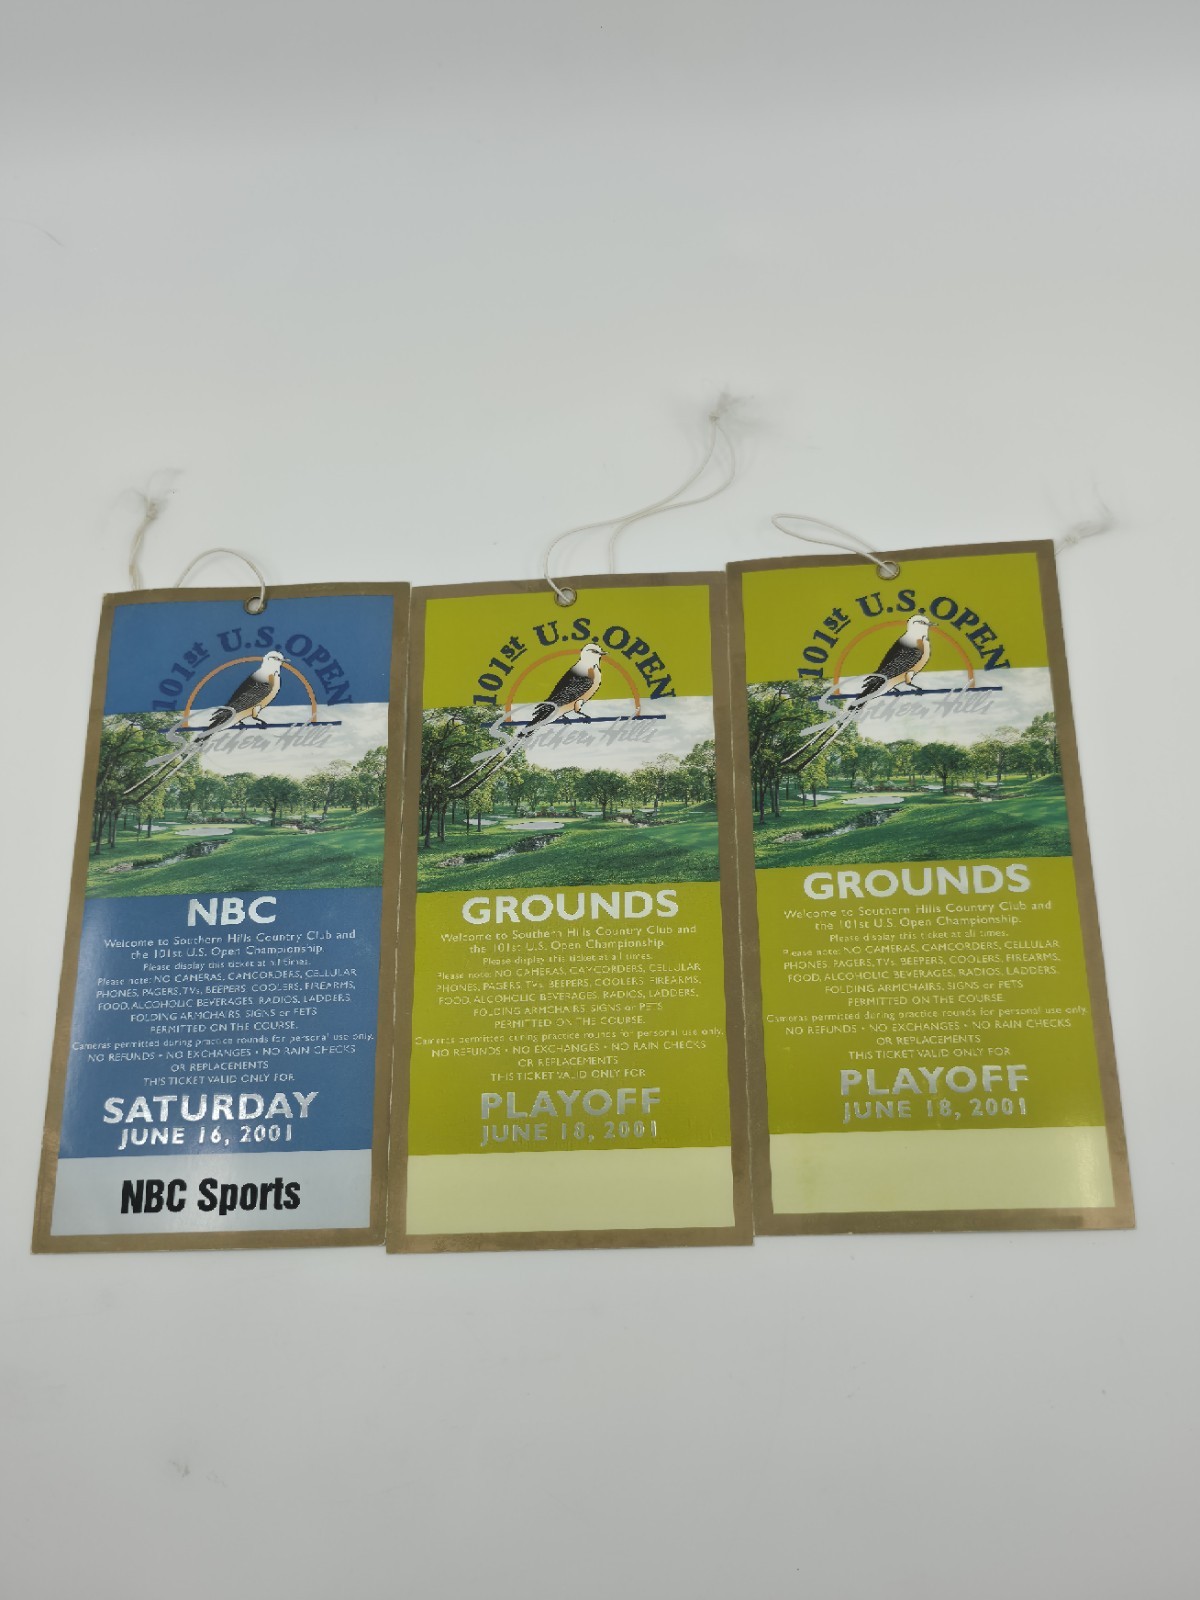 101st U.S. OPEN
Southern Hills
NBC
Welcome to Southern Hills Country Club and
the 101st U.S. Open Championship.
Please display this ticket at all times.
Please note: NO CAMERAS, CAMCORDERS, CELLULAR
PHONES, PAGERS, TVs, BEEPERS, COOLERS, FIREARMS,
FOOD, ALCOHOLIC BEVERAGES, RADIOS, LADDERS,
FOLDING ARMCHAIRS, SIGNS or PETS
PERMITTED ON THE COURSE.
Cameras permitted during practice rounds for personal use only.
NO REFUNDS • NO EXCHANGES • NO RAIN CHECKS
OR REPLACEMENTS
THIS TICKET VALID ONLY FOR
SATURDAY
JUNE 16, 2001
NBC Sports
101st U.S. OPEN
Southern Hills
GROUNDS
Welcome to Southern Hills Country Club and
the 101st U.S. Open Championship.
Please display this ticket at all times.
Please note: NO CAMERAS, CAMCORDERS, CELLULAR
PHONES, PAGERS, TVs, BEEPERS, COOLERS, FIREARMS,
FOOD, ALCOHOLIC BEVERAGES, RADIOS, LADDERS,
FOLDING ARMCHAIRS, SIGNS or PETS
PERMITTED ON THE COURSE.
Cameras permitted during practice rounds for personal use only.
NO REFUNDS • NO EXCHANGES • NO RAIN CHECKS
OR REPLACEMENTS
THIS TICKET VALID ONLY FOR
PLAYOFF
JUNE 18, 2001
101st U.S. OPEN
Southern Hills
GROUNDS
Welcome to Southern Hills Country Club and
the 101st U.S. Open Championship.
Please display this ticket at all times.
Please note: NO CAMERAS, CAMCORDERS, CELLULAR
PHONES, PAGERS, TVs, BEEPERS, COOLERS, FIREARMS,
FOOD, ALCOHOLIC BEVERAGES, RADIOS, LADDERS,
FOLDING ARMCHAIRS, SIGNS or PETS
PERMITTED ON THE COURSE.
Cameras permitted during practice rounds for personal use only.
NO REFUNDS • NO EXCHANGES • NO RAIN CHECKS
OR REPLACEMENTS
THIS TICKET VALID ONLY FOR
PLAYOFF
JUNE 18, 2001